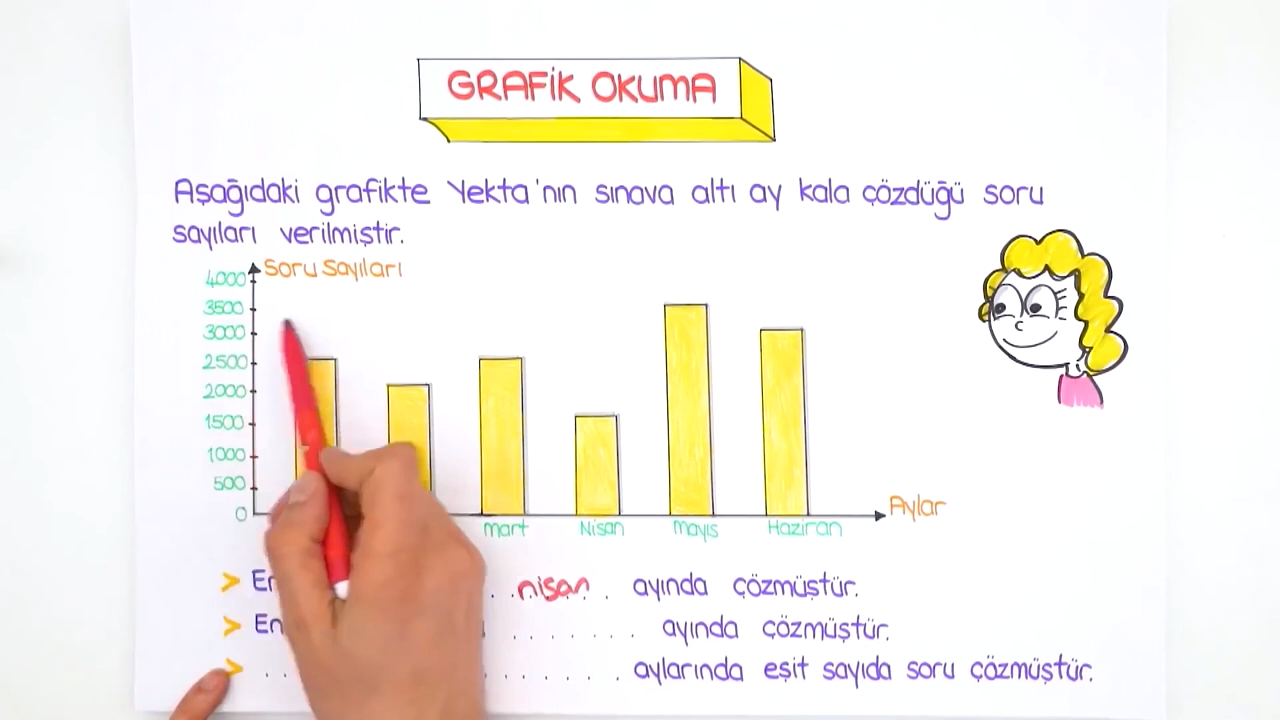 GRAFİK OKUMA
Aşağıdaki grafikte Yekta'nın sınava altı ay kala çözdüğü soru
sayıları verilmiştir.
Soru Sayıları
4000
3500
3000
2500
2000
1500
1000
500
0
Aylar
mart Nisan mayıs Haziran
> . . nisan . ayında çözmüştür.
> . . . . . . . ayında çözmüştür.
> . . . . . . . . . aylarında eşit sayıda soru çözmüştür.